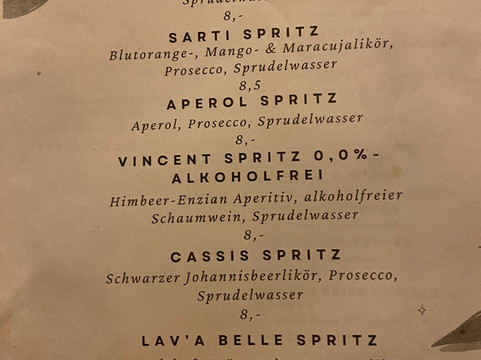 8,-
SARTI SPRITZ
Blutorange-, Mango- & Maracujalikör,
Prosecco, Sprudelwasser
8,5
APEROL SPRITZ
Aperol, Prosecco, Sprudelwasser
8,-
VINCENT SPRITZ 0,0%-
ALKOHOLFREI
Himbeer-Enzian Aperitiv, alkoholfreier
Schaumwein, Sprudelwasser
8,-
CASSIS SPRITZ
Schwarzer Johannisbeerlikör, Prosecco,
Sprudelwasser
8,-
LAV'A BELLE SPRITZ